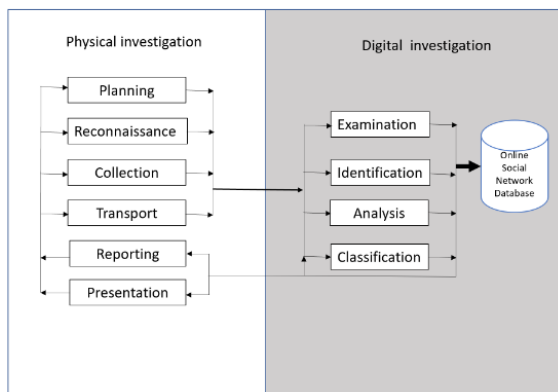 Physical investigation
Digital investigation
Planning
Reconnaissance
Collection
Transport
Reporting
Presentation
Examination
Identification
Analysis
Classification
Online
Social
Network
Database